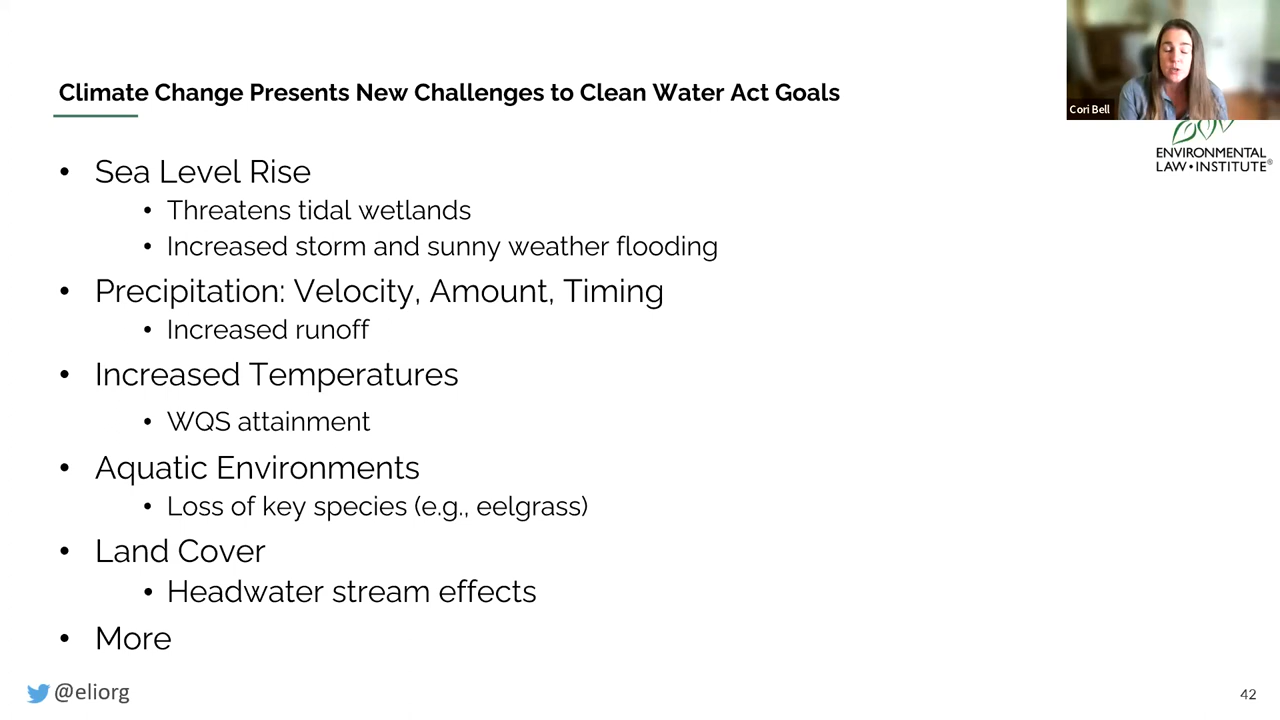 Climate Change Presents New Challenges to Clean Water Act Goals
Cori Bell
ENVIRONMENTAL
LAW•INSTITUTE®
• Sea Level Rise
• Threatens tidal wetlands
• Increased storm and sunny weather flooding
• Precipitation: Velocity, Amount, Timing
• Increased runoff
• Increased Temperatures
• WQS attainment
• Aquatic Environments
• Loss of key species (e.g., eelgrass)
• Land Cover
• Headwater stream effects
• More
@eliorg
42